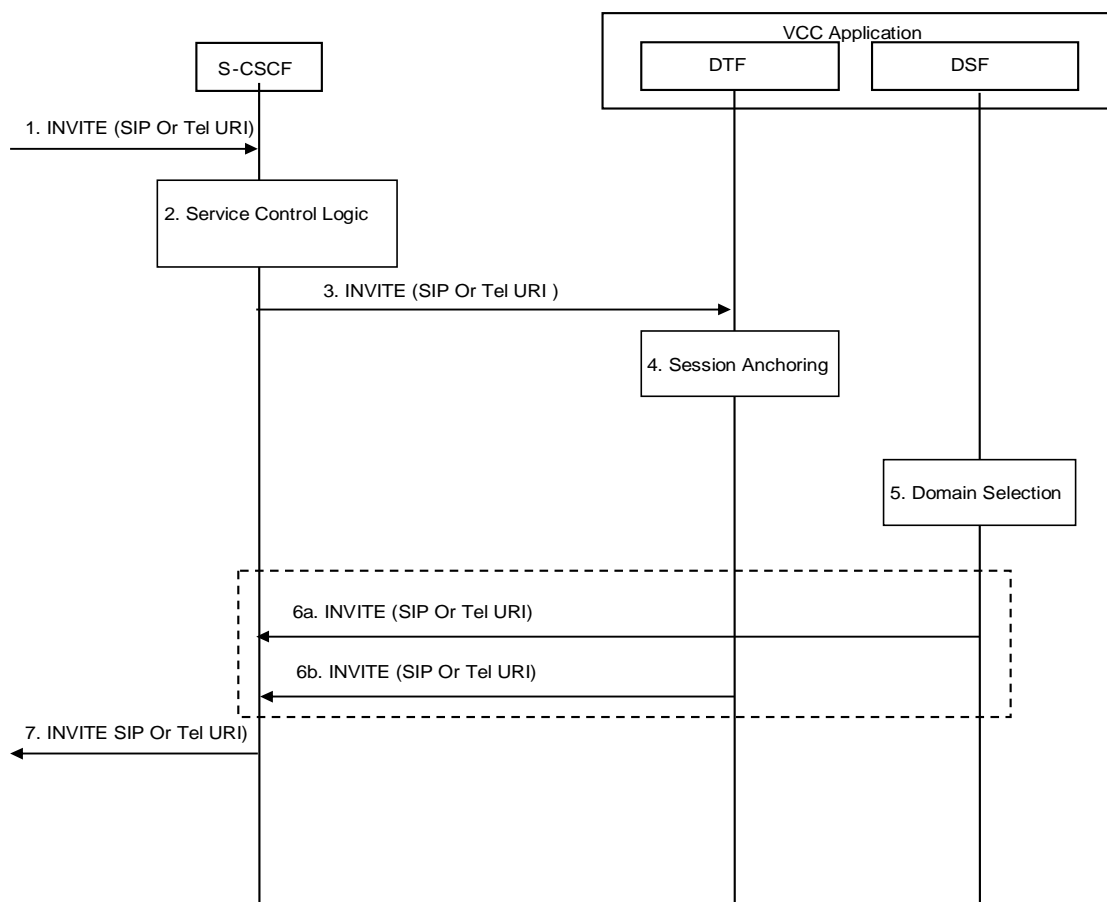 VCC Application
S-CSCF
DTF
DSF
1. INVITE (SIP Or Tel URI)
2. Service Control Logic
3. INVITE (SIP Or Tel URI )
4. Session Anchoring
5. Domain Selection
6a. INVITE (SIP Or Tel URI)
6b. INVITE (SIP Or Tel URI)
7. INVITE SIP Or Tel URI)